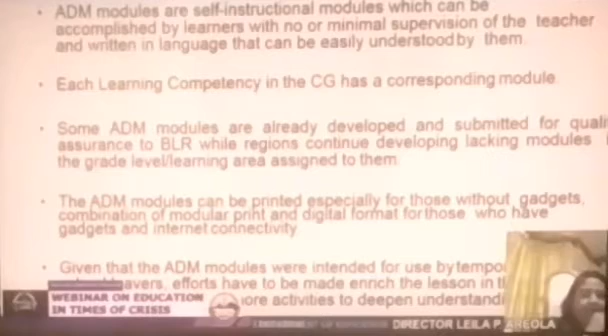 • ADM modules are self-instructional modules which can be
accomplished by learners with no or minimal supervision of the teacher
and written in language that can be easily understood by them
• Each Learning Competency in the CG has a corresponding module.
• Some ADM modules are already developed and submitted for quali
assurance to BLR while regions continue developing lacking modules
the grade level/learning area assigned to them
• The ADM modules can be printed especially for those without gadgets,
combination of modular print and digital format for those who have
gadgets and internet connectivity
• Given that the ADM modules were intended for use by tempo
avers, efforts have to be made enrich the lesson in
ore activities to deepen understandi
WEBINAR ON EDUCATION
IN TIMES OF CRISIS
DIRECTOR LEILA P. AREOLA